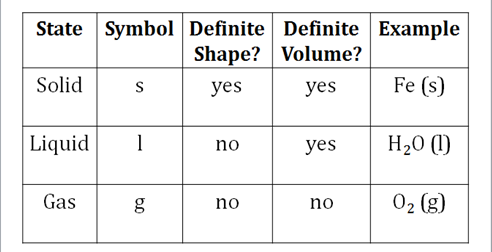 State Symbol Definite Shape? Definite Volume? Example
Solid s yes yes Fe (s)
Liquid l no yes H₂O (l)
Gas g no no O₂ (g)